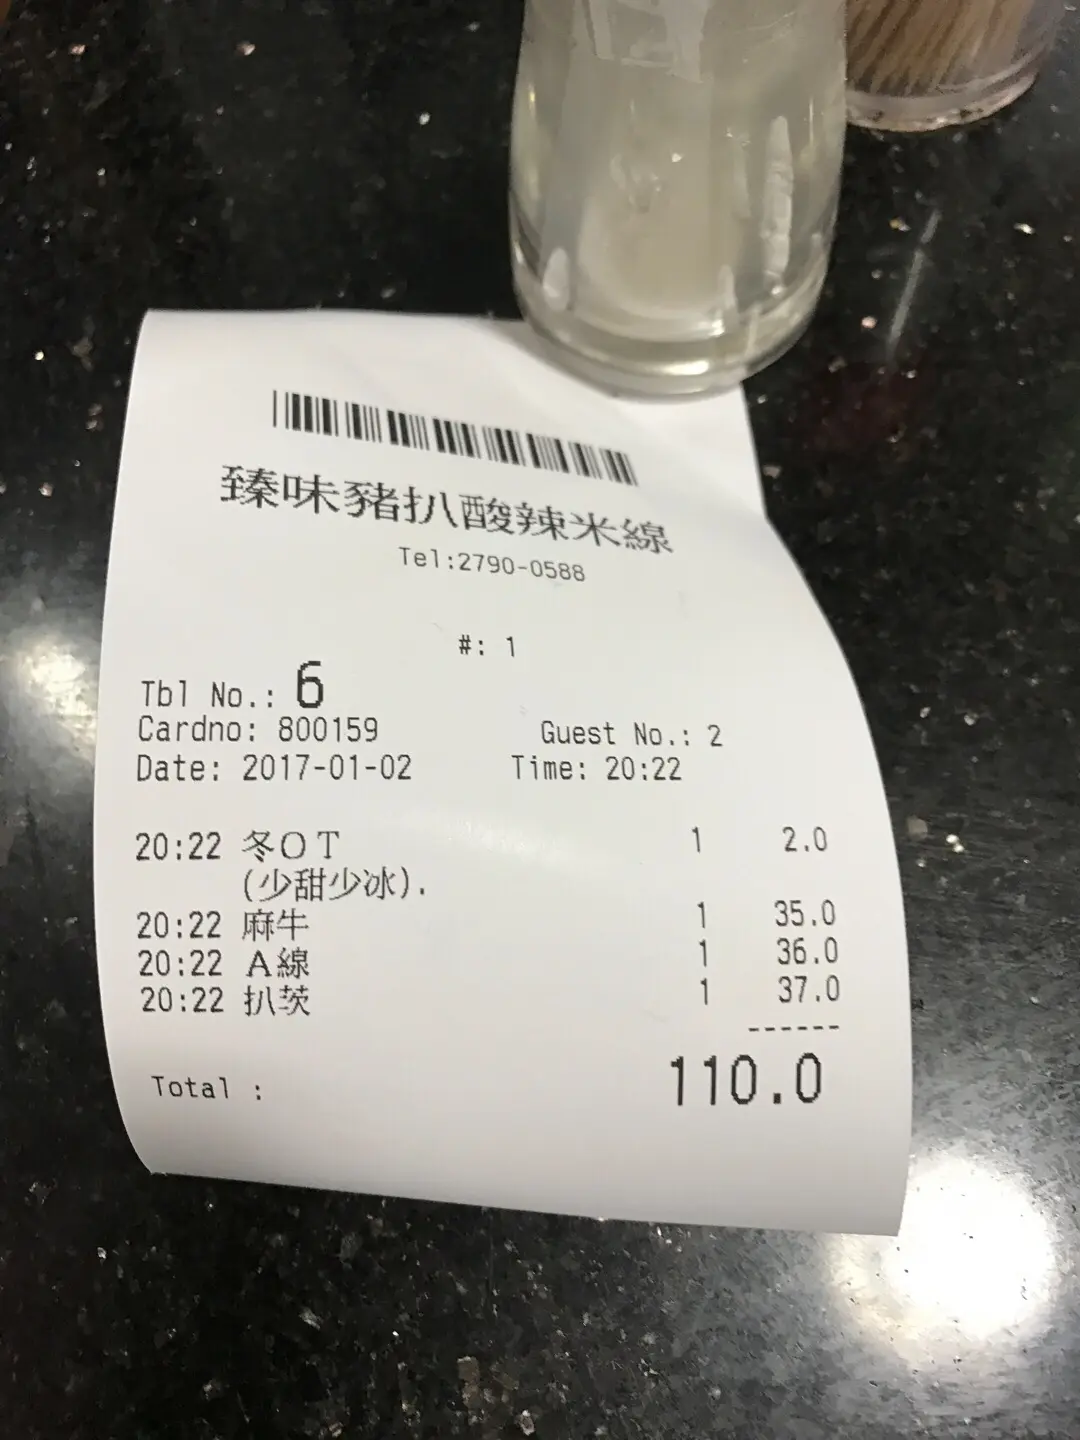 臻味豬扒酸辣米線
Tel:2790-0588
#: 1
Tbl No.: 6
Cardno: 800159 Guest No.: 2
Date: 2017-01-02 Time: 20:22
20:22 冬OT 1 2.0
(少甜少冰).
20:22 麻牛 1 35.0
20:22 A線 1 36.0
20:22 扒茨 1 37.0
------
Total : 110.0